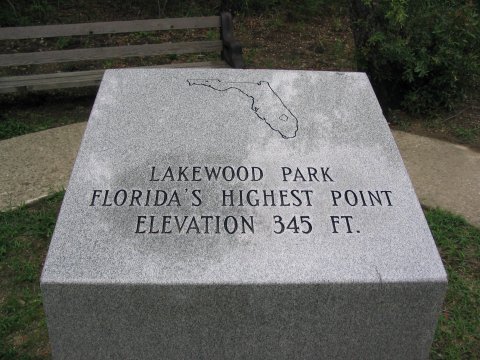 LAKEWOOD PARK
FLORIDA'S HIGHEST POINT
ELEVATION 345 FT.